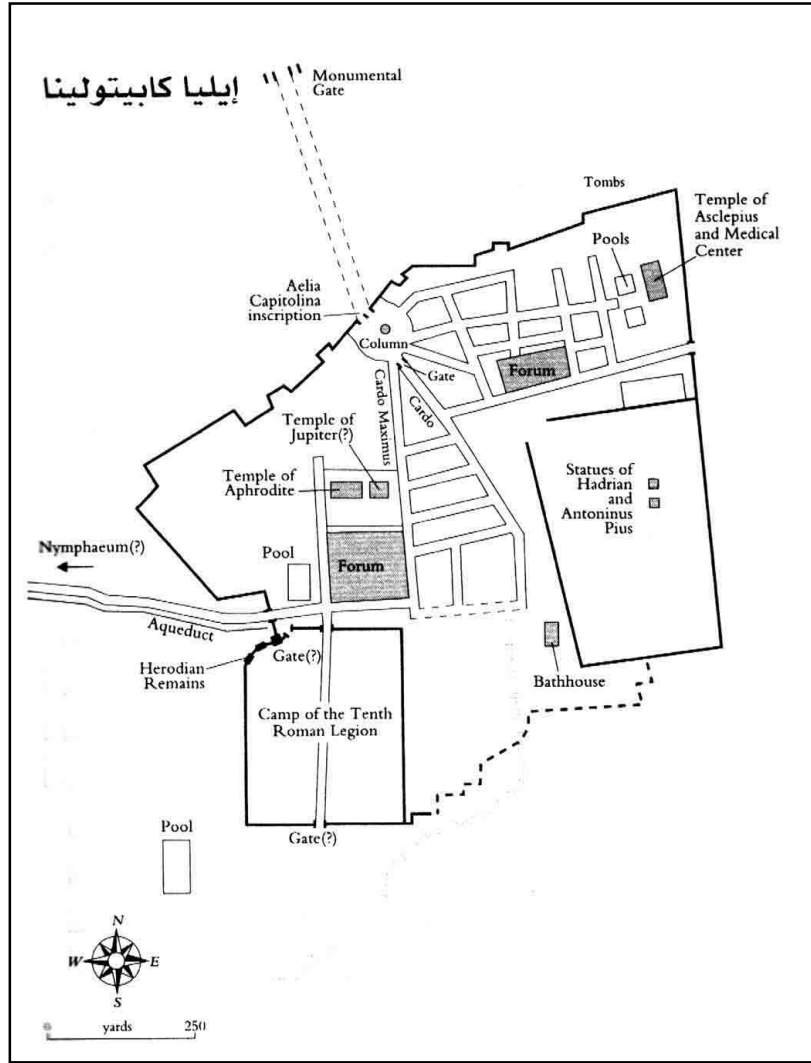 إيليا كابيتولينا
Monumental
Gate
Tombs
Temple of
Asclepius
and Medical
Center
Pools
Aelia
Capitolina
inscription
Column
Gate
Forum
Cardo Maximus
Cardo
Temple of
Jupiter(?)
Temple of
Aphrodite
Statues of
Hadrian
and
Antoninus
Pius
Nymphaeum(?)
Pool
Forum
Aqueduct
Gate(?)
Herodian
Remains
Bathhouse
Camp of the Tenth
Roman Legion
Gate(?)
Pool
N
W E
S
0 yards 250